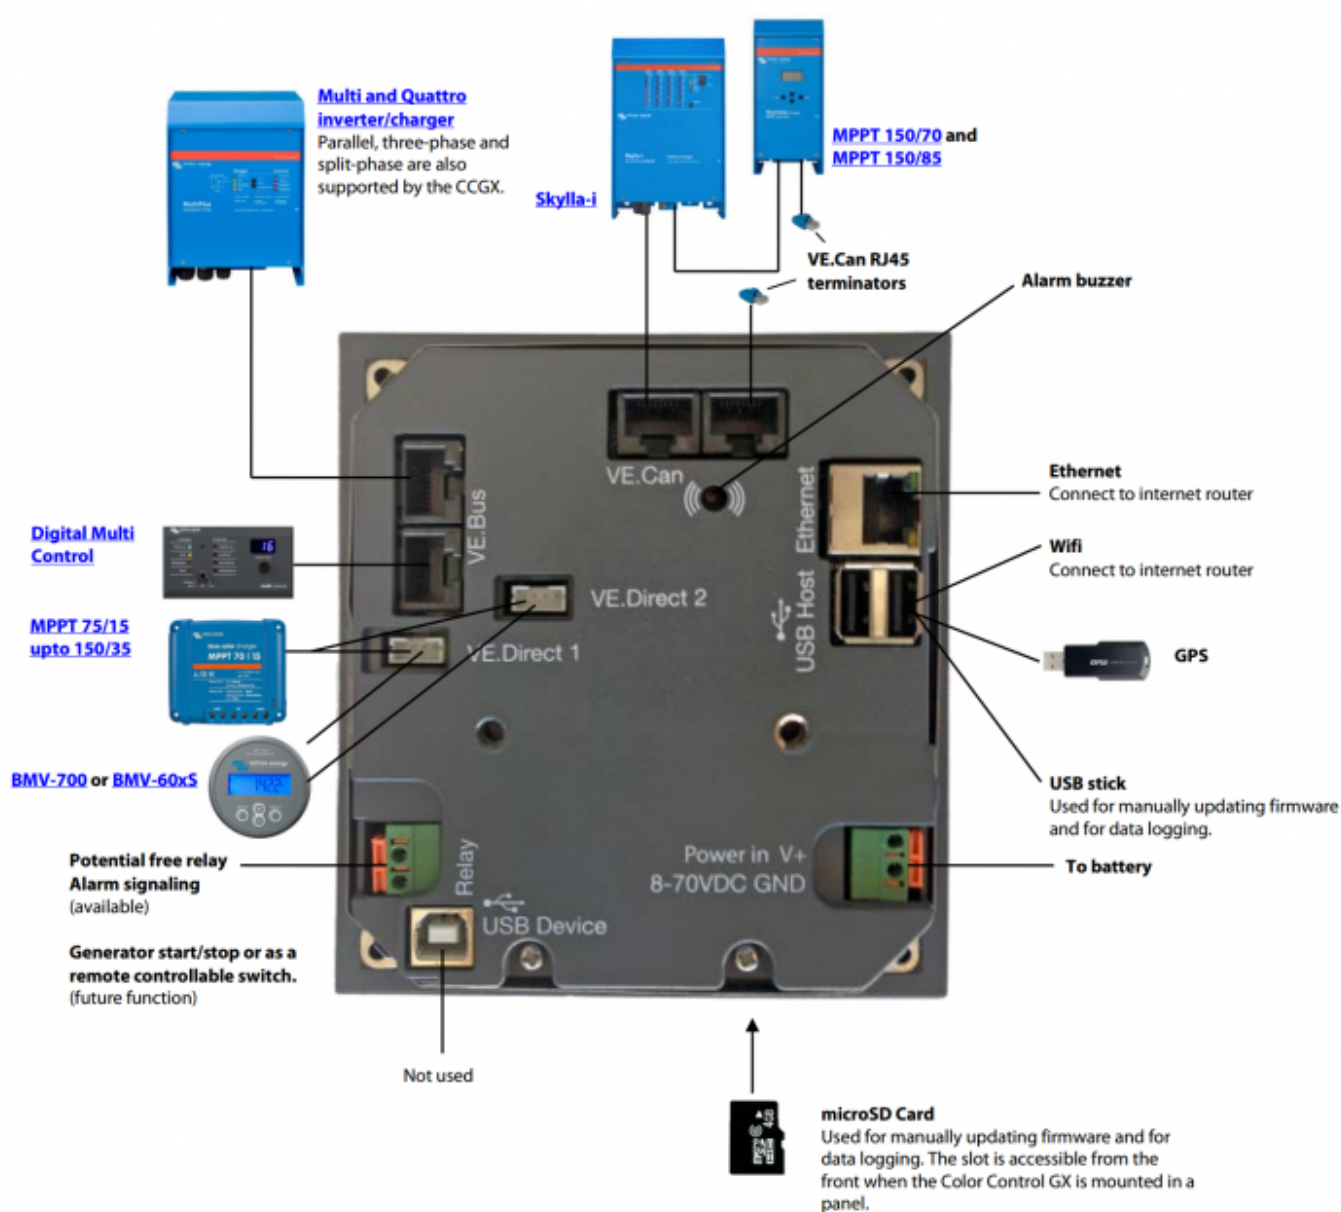 Multi and Quattro
inverter/charger
Parallel, three-phase and
split-phase are also
supported by the CCGX.
Skylla-i
MPPT 150/70 and
MPPT 150/85
VE.Can RJ45
terminators
Alarm buzzer
VE.Can
Ethernet
Ethernet
Connect to internet router
VE.Bus
Digital Multi
Control
16
Wifi
Connect to internet router
USB Host
VE.Direct 2
VE.Direct 1
MPPT 75/15
upto 150/35
MPPT 70 | 15
GPS
BMV-700 or BMV-60xS
USB stick
Used for manually updating firmware
and for data logging.
Potential free relay
Alarm signaling
(available)
Relay
Power in V+
8-70VDC GND
To battery
USB Device
Generator start/stop or as a
remote controllable switch.
(future function)
Not used
4GB
microSD Card
Used for manually updating firmware and for
data logging. The slot is accessible from the
front when the Color Control GX is mounted in a
panel.